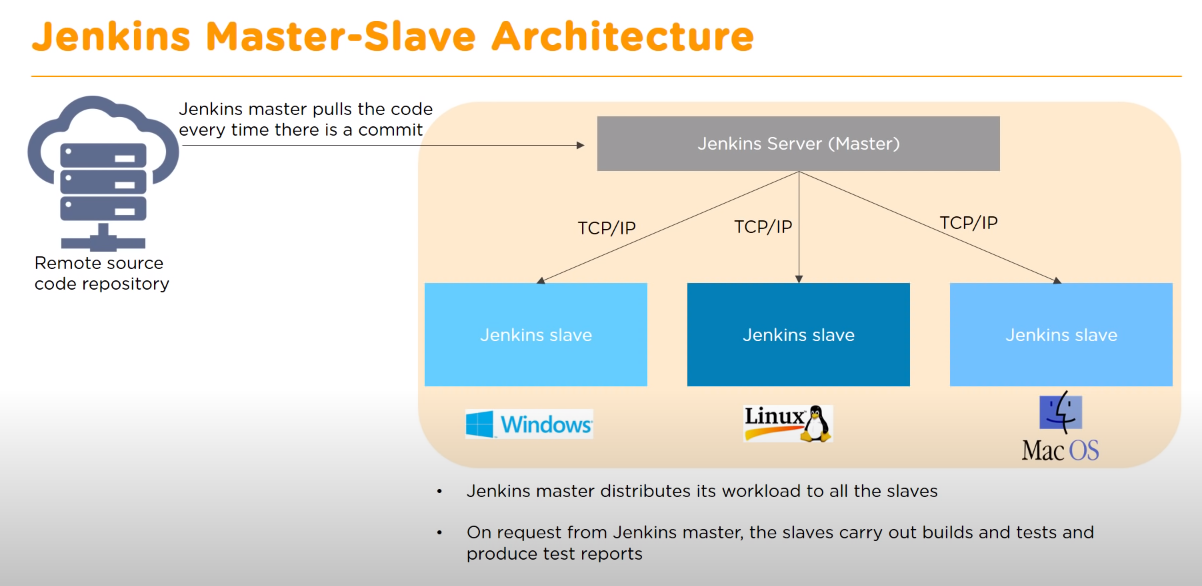 Jenkins Master-Slave Architecture
Jenkins master pulls the code
every time there is a commit
Jenkins Server (Master)
TCP/IP
TCP/IP
TCP/IP
Remote source
code repository
Jenkins slave
Jenkins slave
Jenkins slave
Windows
Linux
Mac OS
• Jenkins master distributes its workload to all the slaves
• On request from Jenkins master, the slaves carry out builds and tests and
produce test reports